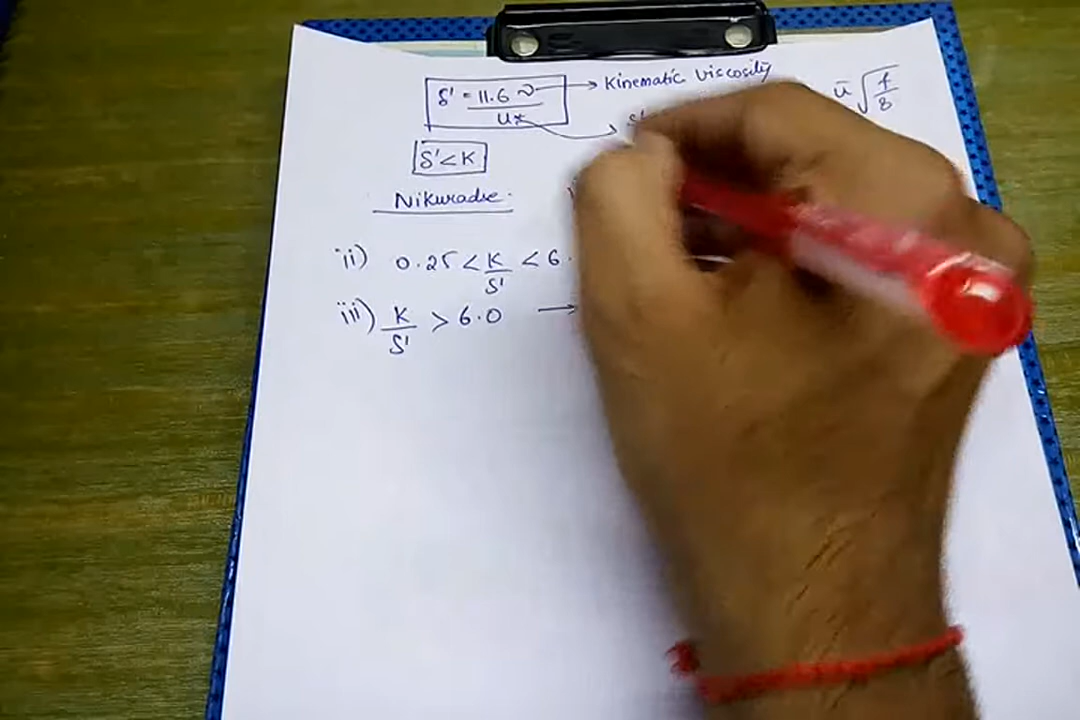 δ' = 11.6 ν / u* → Kinematic Viscosity
ū √(f/8)
δ' < K
Nikuradse
ii) 0.25 < K/δ' < 6.
iii) K/δ' > 6.0 →